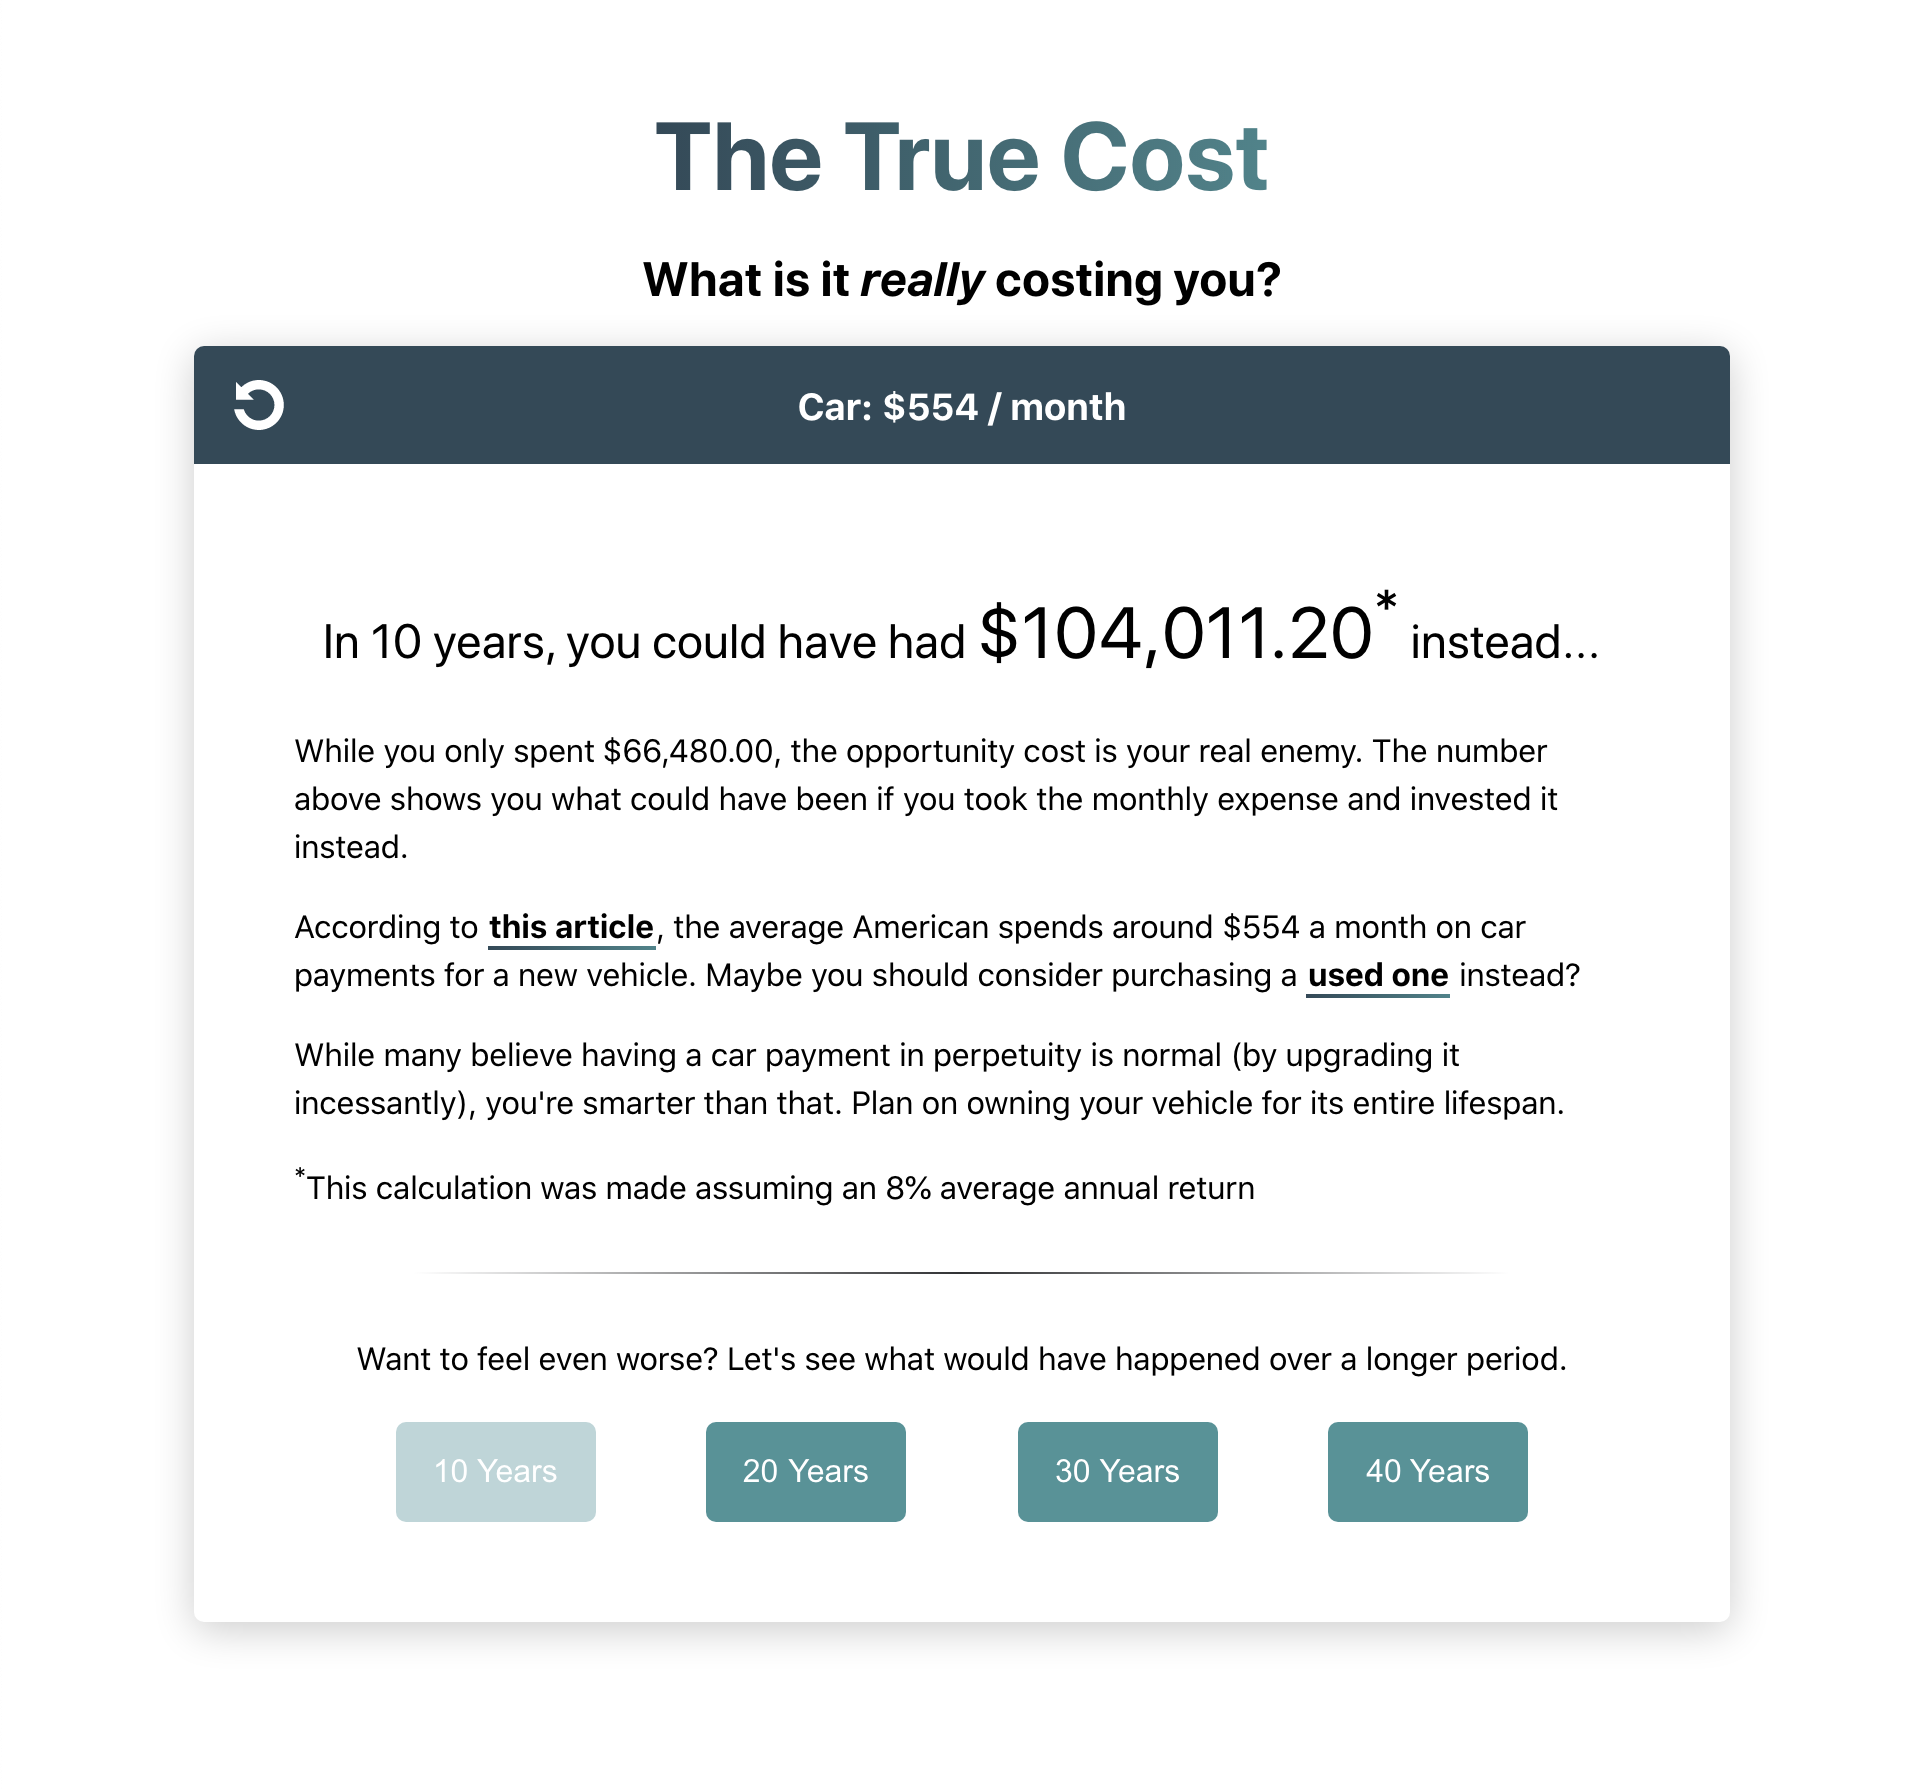 The True Cost
What is it really costing you?
Car: $554 / month
In 10 years, you could have had $104,011.20* instead...
While you only spent $66,480.00, the opportunity cost is your real enemy. The number
above shows you what could have been if you took the monthly expense and invested it
instead.
According to this article, the average American spends around $554 a month on car
payments for a new vehicle. Maybe you should consider purchasing a used one instead?
While many believe having a car payment in perpetuity is normal (by upgrading it
incessantly), you're smarter than that. Plan on owning your vehicle for its entire lifespan.
*This calculation was made assuming an 8% average annual return
Want to feel even worse? Let's see what would have happened over a longer period.
10 Years
20 Years
30 Years
40 Years